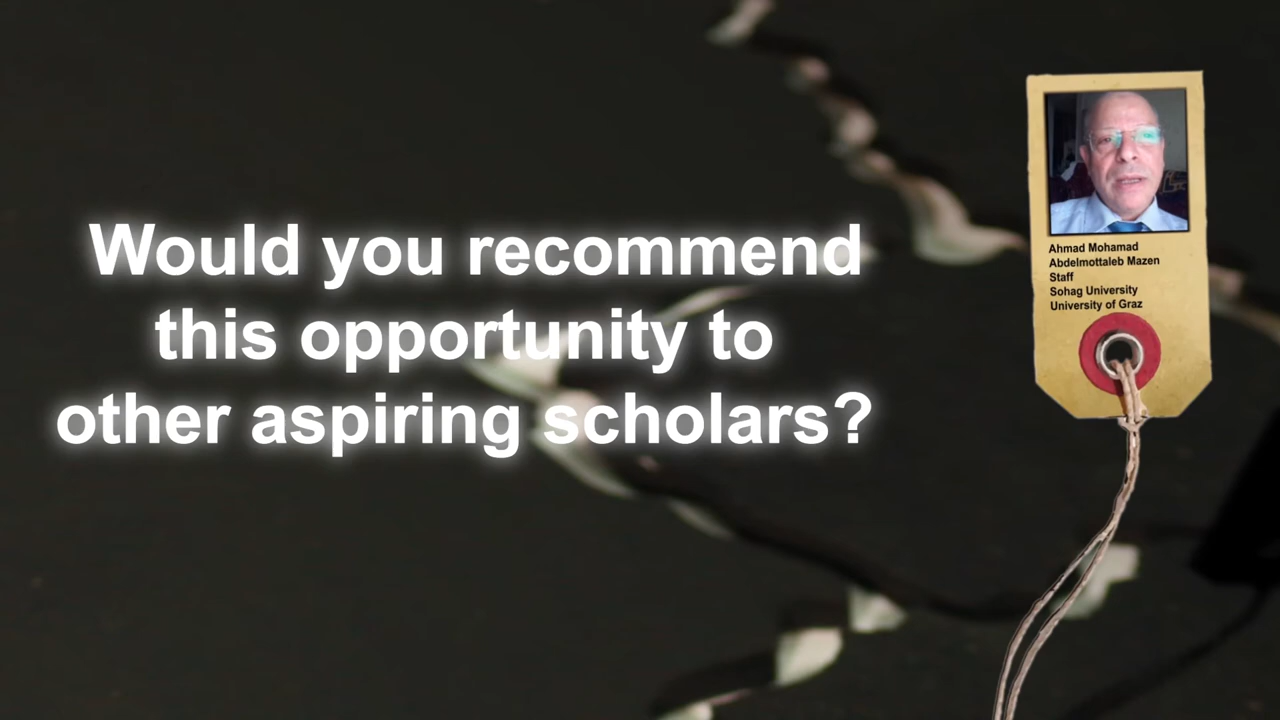 Would you recommend
this opportunity to
other aspiring scholars?
Ahmad Mohamad
Abdelmottaleb Mazen
Staff
Sohag University
University of Graz